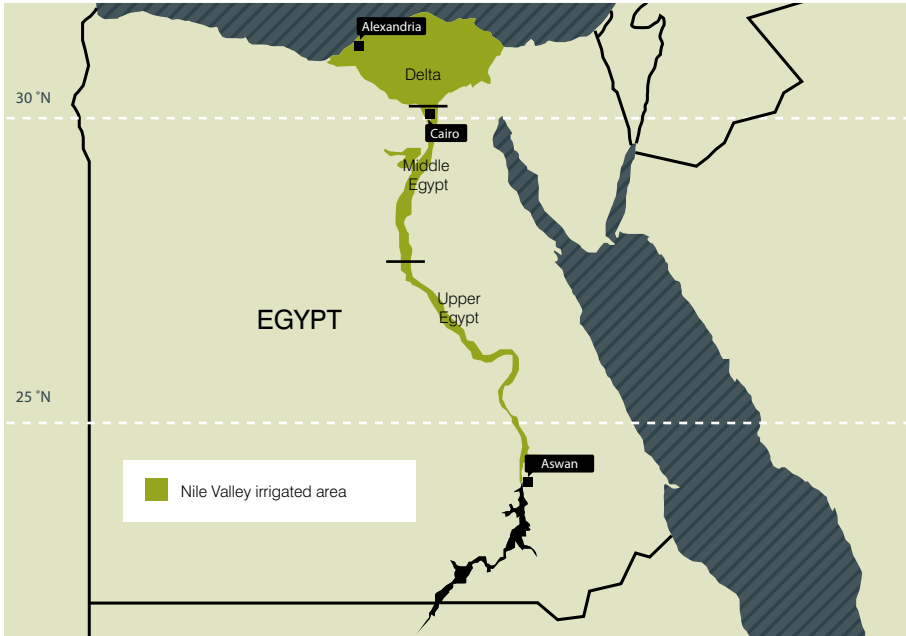 Alexandria
Delta
30 °N
Cairo
Middle
Egypt
Upper
Egypt
EGYPT
25 °N
Aswan
Nile Valley irrigated area